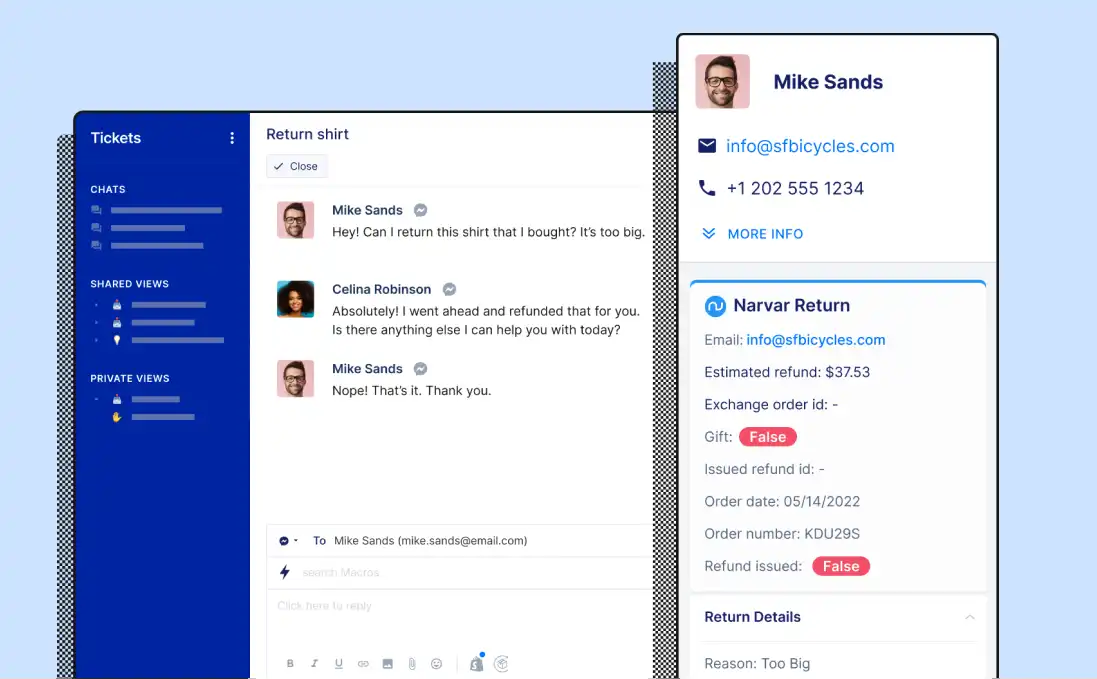 Tickets
CHATS
SHARED VIEWS
PRIVATE VIEWS
Return shirt
Close
Mike Sands
Hey! Can I return this shirt that I bought? It’s too big.
Celina Robinson
Absolutely! I went ahead and refunded that for you.
Is there anything else I can help you with today?
Mike Sands
Nope! That’s it. Thank you.
To Mike Sands (mike.sands@email.com)
search Macros
Click here to reply
B I U
Mike Sands
info@sfbicycles.com
+1 202 555 1234
MORE INFO
Narvar Return
Email: info@sfbicycles.com
Estimated refund: $37.53
Exchange order id: -
Gift: False
Issued refund id: -
Order date: 05/14/2022
Order number: KDU29S
Refund issued: False
Return Details
Reason: Too Big